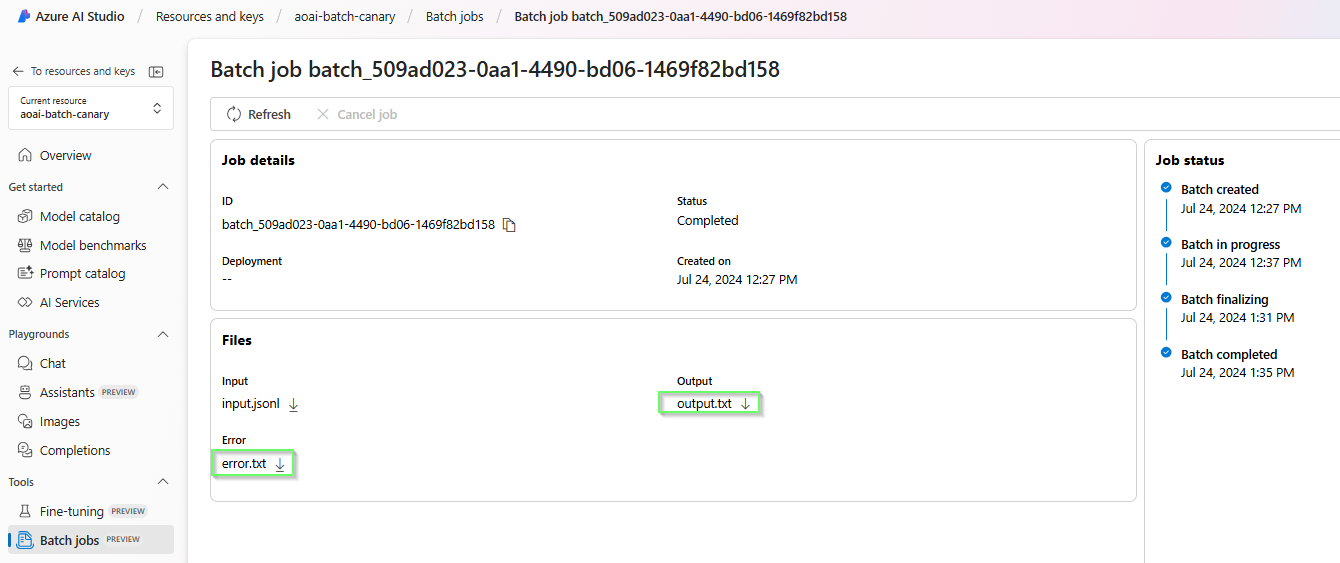 Azure AI Studio / Resources and keys / aoai-batch-canary / Batch jobs / Batch job batch_509ad023-0aa1-4490-bd06-1469f82bd158
To resources and keys
Current resource
aoai-batch-canary
Overview
Get started
Model catalog
Model benchmarks
Prompt catalog
AI Services
Playgrounds
Chat
Assistants PREVIEW
Images
Completions
Tools
Fine-tuning PREVIEW
Batch jobs PREVIEW
Batch job batch_509ad023-0aa1-4490-bd06-1469f82bd158
Refresh Cancel job
Job details
ID
batch_509ad023-0aa1-4490-bd06-1469f82bd158
Status
Completed
Deployment
--
Created on
Jul 24, 2024 12:27 PM
Files
Input
input.jsonl
Output
output.txt
Error
error.txt
Job status
Batch created
Jul 24, 2024 12:27 PM
Batch in progress
Jul 24, 2024 12:37 PM
Batch finalizing
Jul 24, 2024 1:31 PM
Batch completed
Jul 24, 2024 1:35 PM